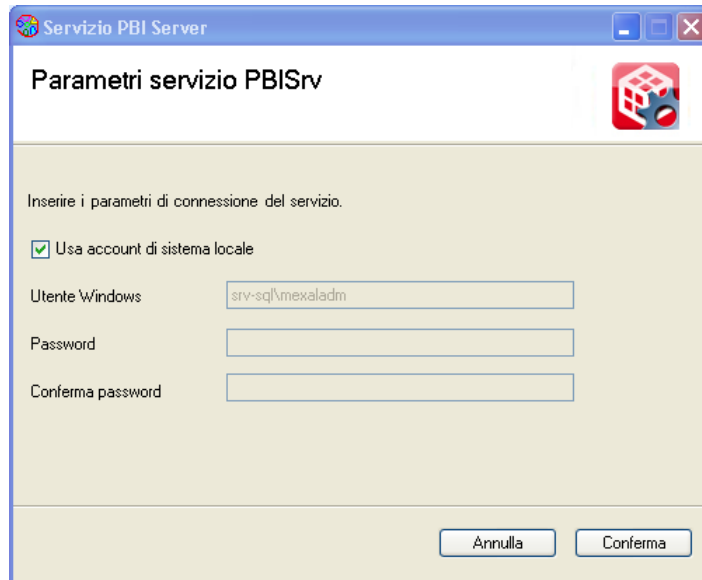 Servizio PBI Server
Parametri servizio PBISrv
Inserire i parametri di connessione del servizio.
Usa account di sistema locale
Utente Windows srv-sql\mexaladm
Password
Conferma password
Annulla Conferma